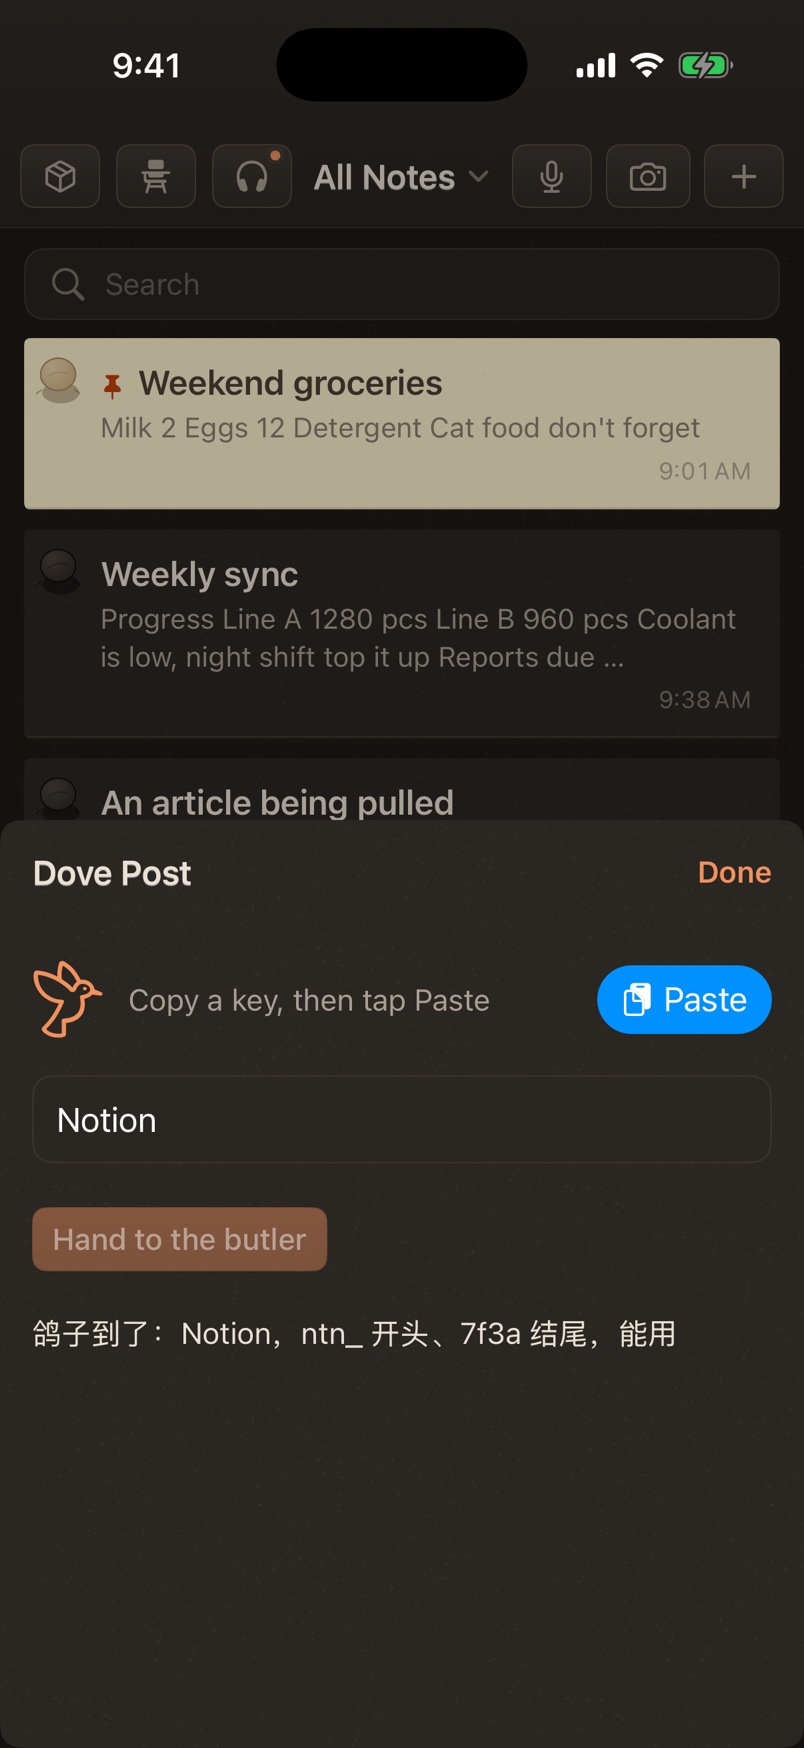 9:41
All Notes
Search
Weekend groceries
Milk 2 Eggs 12 Detergent Cat food don't forget
9:01 AM
Weekly sync
Progress Line A 1280 pcs Line B 960 pcs Coolant
is low, night shift top it up Reports due ...
9:38 AM
An article being pulled
Dove Post
Done
Copy a key, then tap Paste
Paste
Notion
Hand to the butler
鸽子到了：Notion，ntn_ 开头、7f3a 结尾，能用